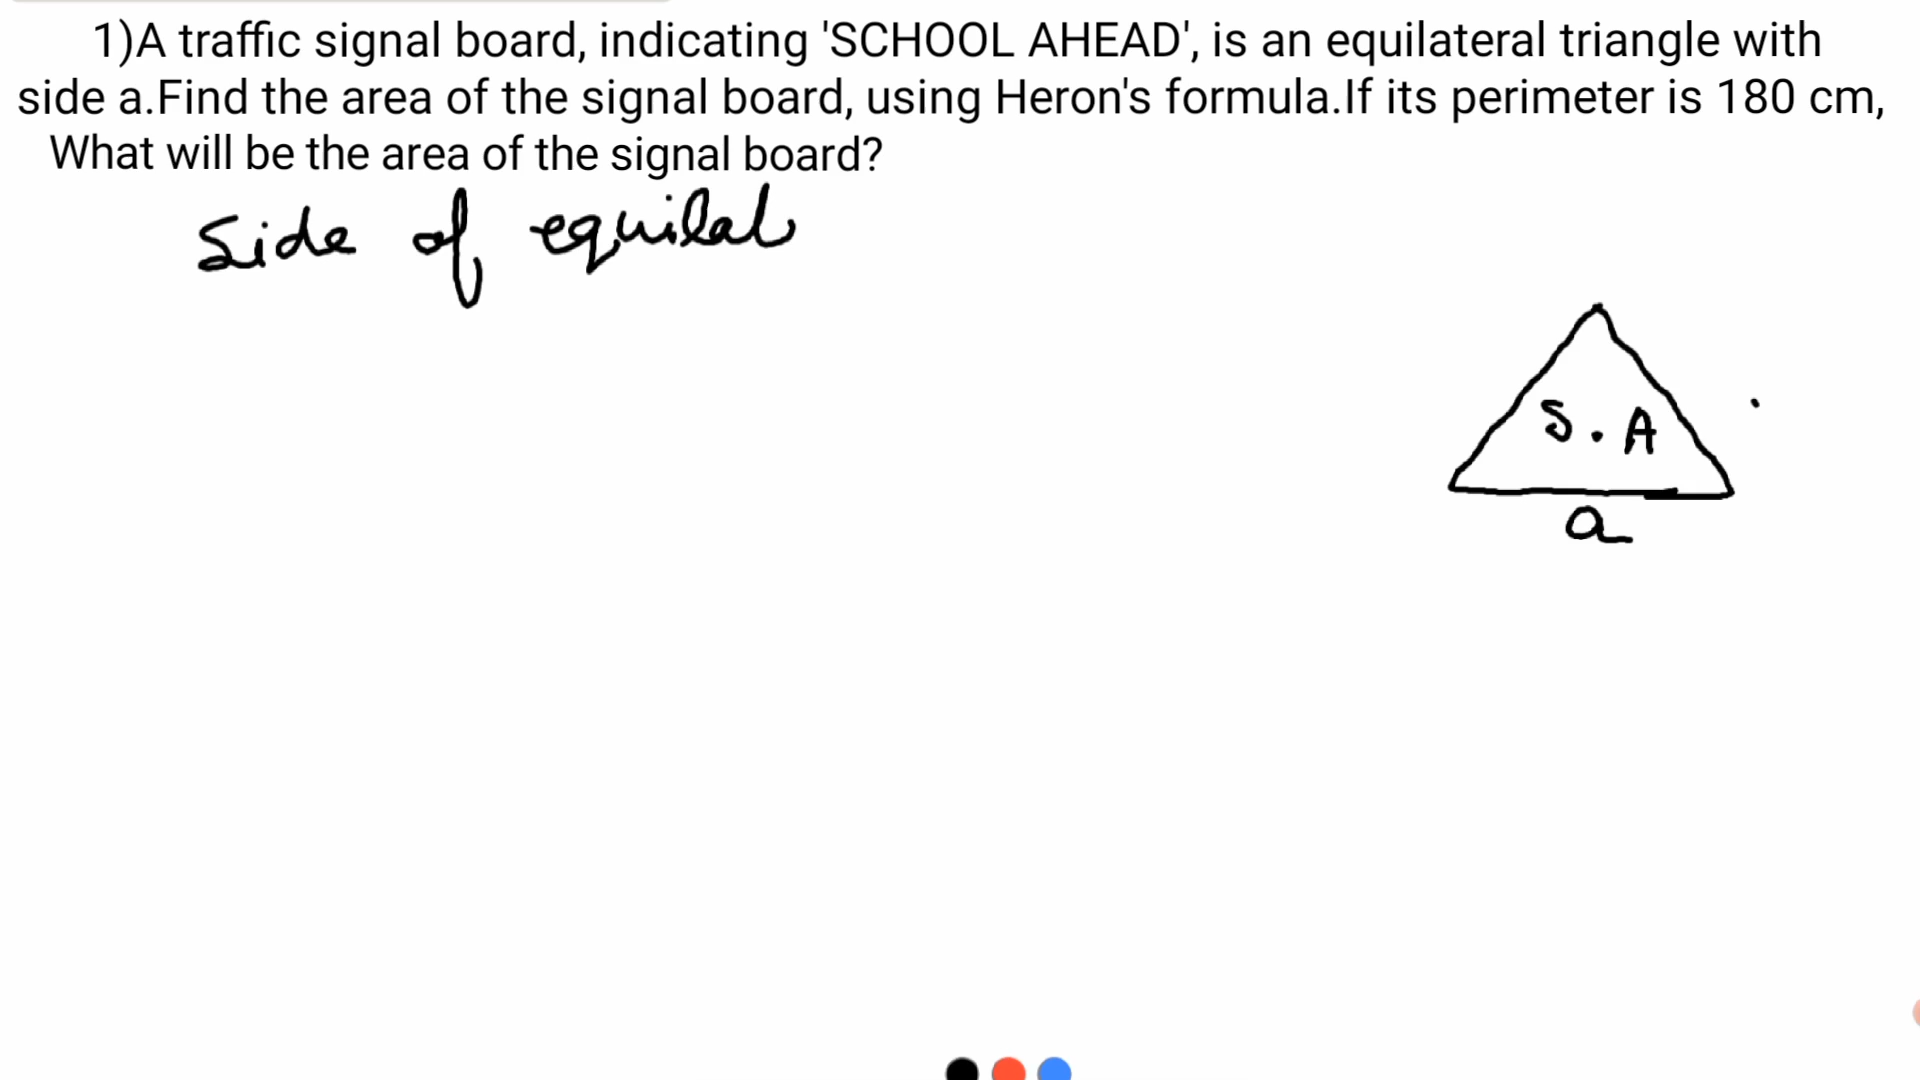 1)A traffic signal board, indicating 'SCHOOL AHEAD', is an equilateral triangle with
side a.Find the area of the signal board, using Heron's formula.If its perimeter is 180 cm,
What will be the area of the signal board?
Side of equilat
S. A
a